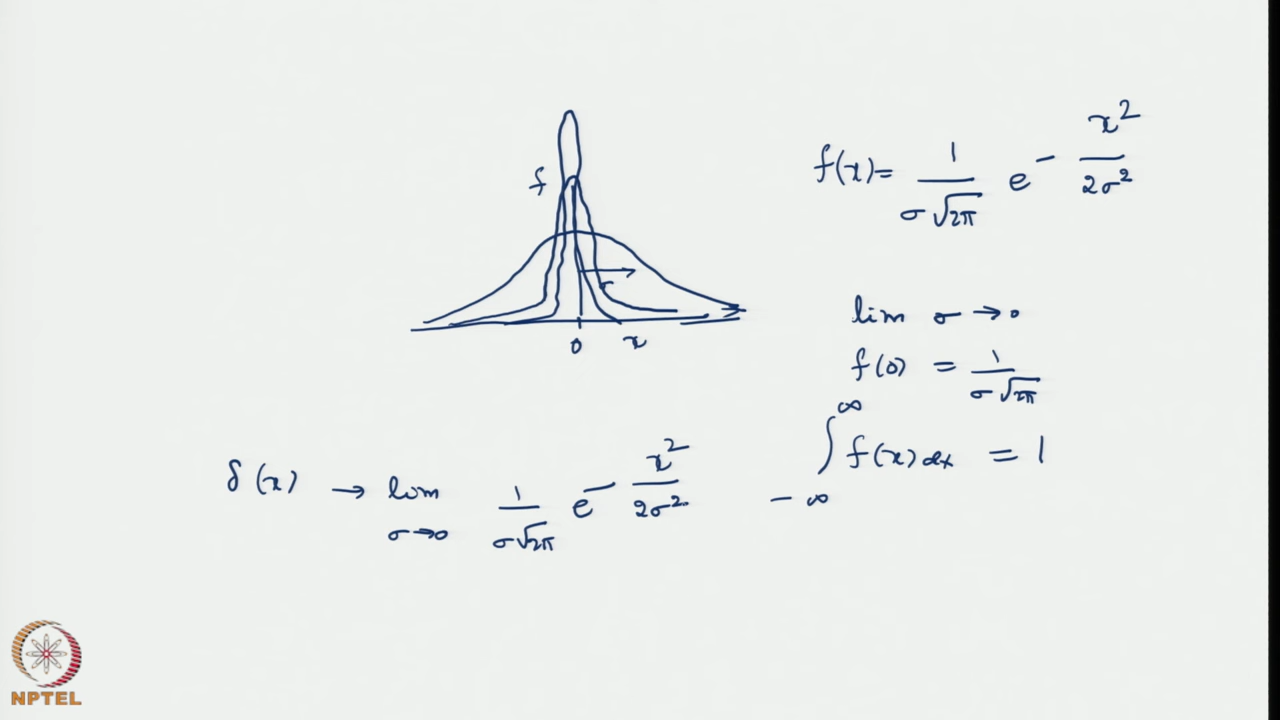 f
σ
0 x
f(x) = 1/(σ√2π) e^(- x²/2σ²)
lim σ → 0
f(0) = 1/(σ√2π)
∫_{-∞}^{∞} f(x) dx = 1
δ(x) → lim_{σ→0} 1/(σ√2π) e^(- x²/2σ²)
NPTEL